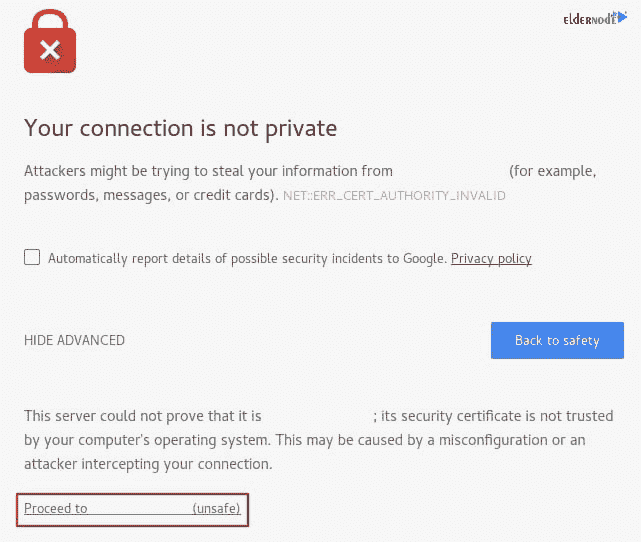 eldernode
Your connection is not private
Attackers might be trying to steal your information from (for example,
passwords, messages, or credit cards). NET::ERR_CERT_AUTHORITY_INVALID
Automatically report details of possible security incidents to Google. Privacy policy
HIDE ADVANCED
Back to safety
This server could not prove that it is ; its security certificate is not trusted
by your computer's operating system. This may be caused by a misconfiguration or an
attacker intercepting your connection.
Proceed to (unsafe)